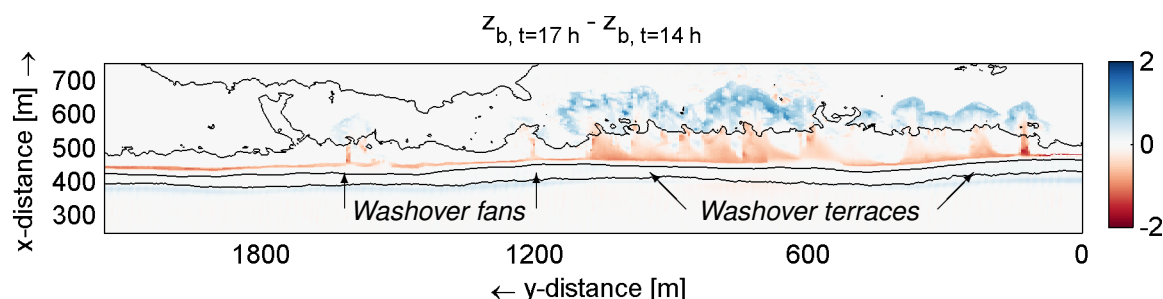 z_b, t=17 h - z_b, t=14 h
x-distance [m] →
700
600
500
400
300
Washover fans
Washover terraces
1800
1200
600
0
← y-distance [m]
2
0
-2